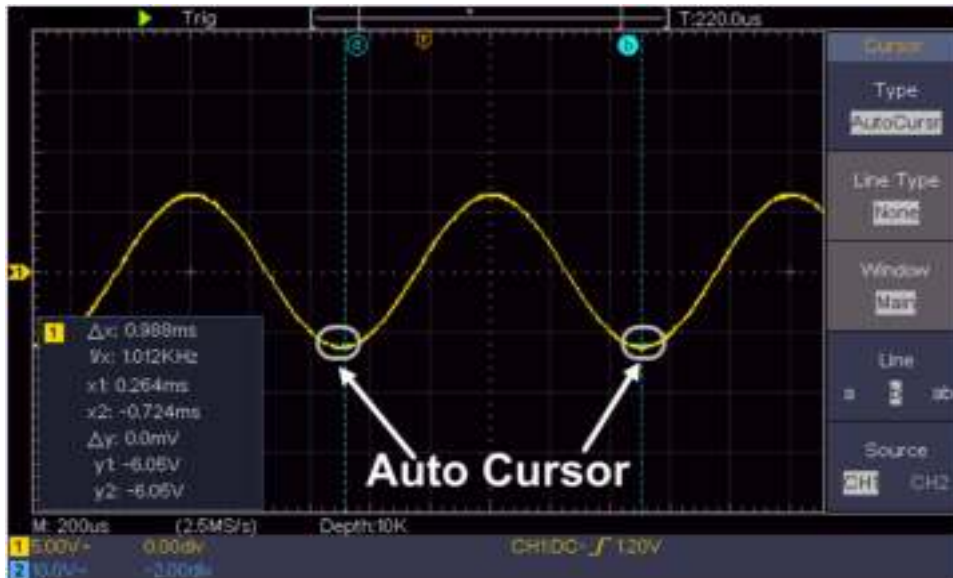 Trig T:220.0us
a T b
Cursor
Type
AutoCursr
Line Type
None
Window
Main
Line
a b ab
Source
CH1 CH2
1
1 Δx: 0.988ms
1/x: 1.012KHz
x1: 0.264ms
x2: -0.724ms
Δy: 0.0mV
y1: -6.05V
y2: -6.05V
Auto Cursor
M: 200us (2.5MS/s) Depth:10K
1 5.00V 0.00div CH1:DC- 1.20V
2 10.0V -2.00div